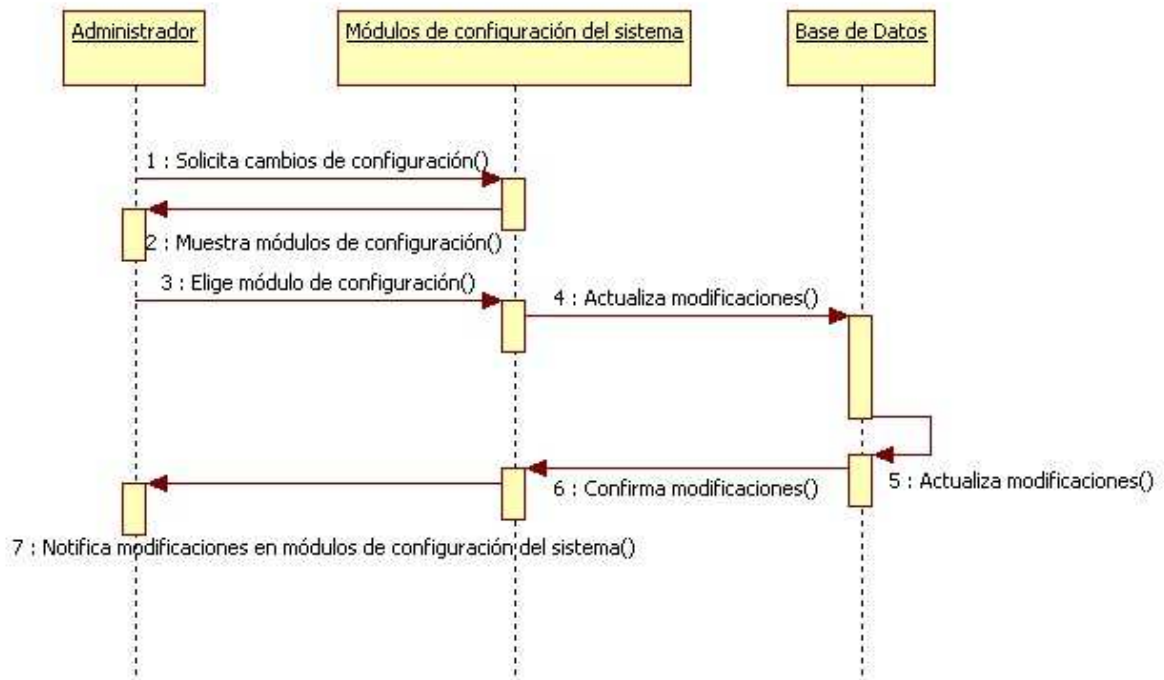 Administrador
Módulos de configuración del sistema
Base de Datos
1 : Solicita cambios de configuración()
2 : Muestra módulos de configuración()
3 : Elige módulo de configuración()
4 : Actualiza modificaciones()
5 : Actualiza modificaciones()
6 : Confirma modificaciones()
7 : Notifica modificaciones en módulos de configuración del sistema()